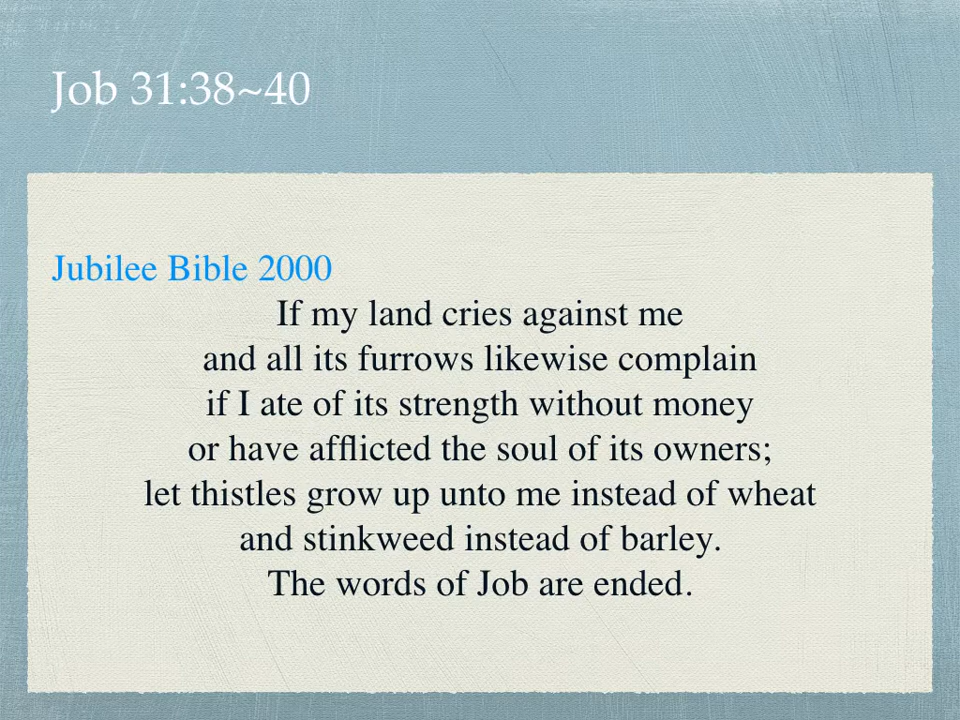 Job 31:38~40
Jubilee Bible 2000
If my land cries against me
and all its furrows likewise complain
if I ate of its strength without money
or have afflicted the soul of its owners;
let thistles grow up unto me instead of wheat
and stinkweed instead of barley.
The words of Job are ended.